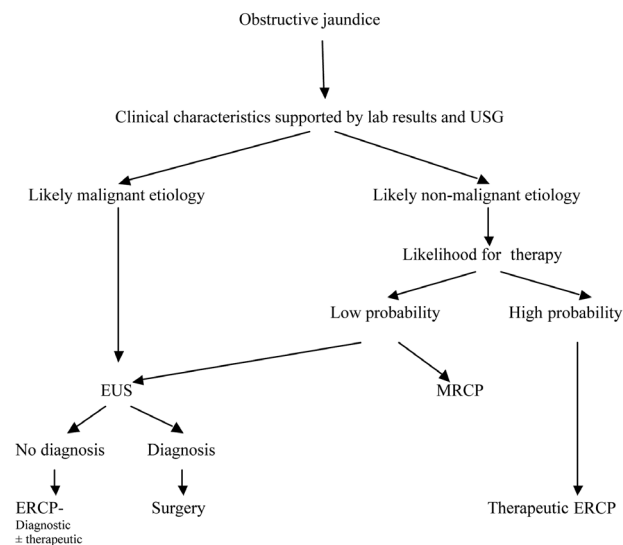 Obstructive jaundice
Clinical characteristics supported by lab results and USG
Likely malignant etiology
Likely non-malignant etiology
Likelihood for therapy
Low probability
High probability
EUS
MRCP
No diagnosis
Diagnosis
ERCP-
Diagnostic
± therapeutic
Surgery
Therapeutic ERCP